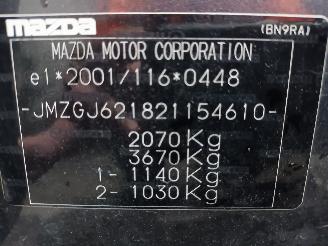 mazda
(BN9RA)
MAZDA MOTOR CORPORATION
e1*2001/116*0448
-JMZGJ621821154610-
2070Kg
3670Kg
1- 1140Kg
2- 1030Kg